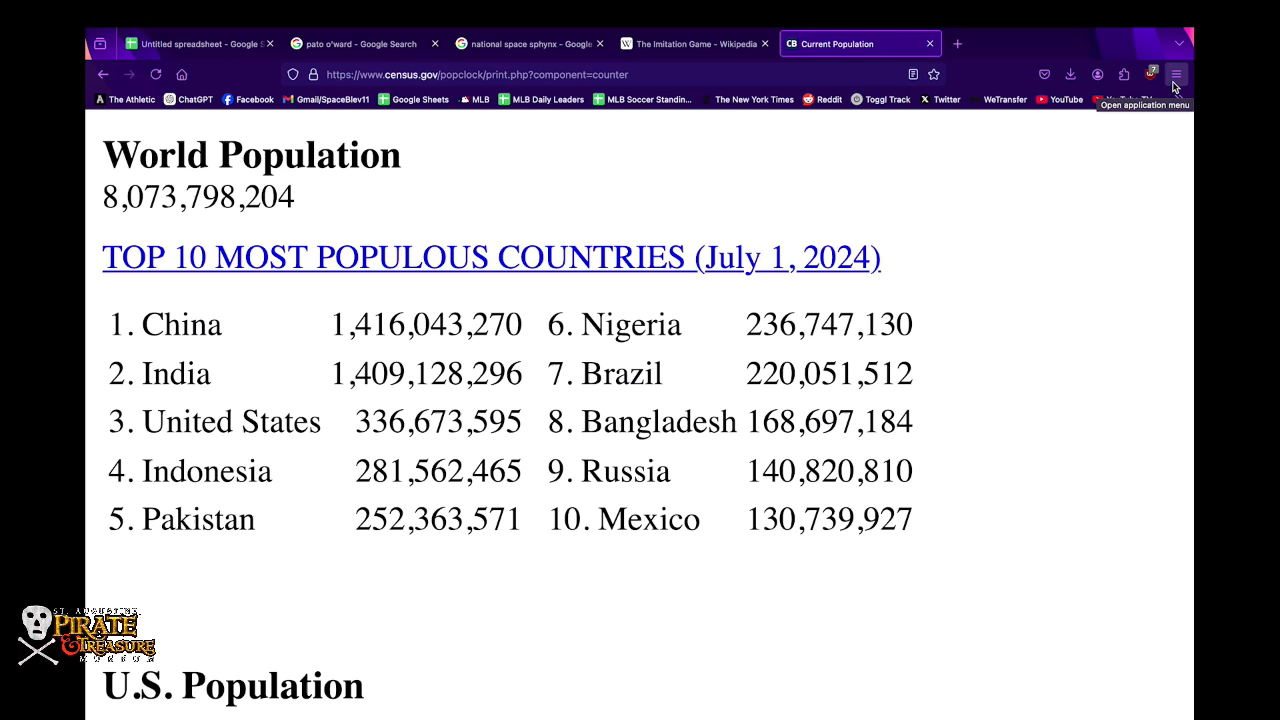 Untitled spreadsheet - Google S
pato o'ward - Google Search
national space sphynx - Google
The Imitation Game - Wikipedia
CB Current Population
https://www.census.gov/popclock/print.php?component=counter
7
The Athletic ChatGPT Facebook Gmail/SpaceBlev11 Google Sheets MLB MLB Daily Leaders MLB Soccer Standin... The New York Times Reddit Toggl Track Twitter WeTransfer YouTube
Open application menu
World Population
8,073,798,204
TOP 10 MOST POPULOUS COUNTRIES (July 1, 2024)
1. China 1,416,043,270 6. Nigeria 236,747,130
2. India 1,409,128,296 7. Brazil 220,051,512
3. United States 336,673,595 8. Bangladesh 168,697,184
4. Indonesia 281,562,465 9. Russia 140,820,810
5. Pakistan 252,363,571 10. Mexico 130,739,927
ST. AUGUSTINE
PIRATE
& TREASURE
MUSEUM
U.S. Population